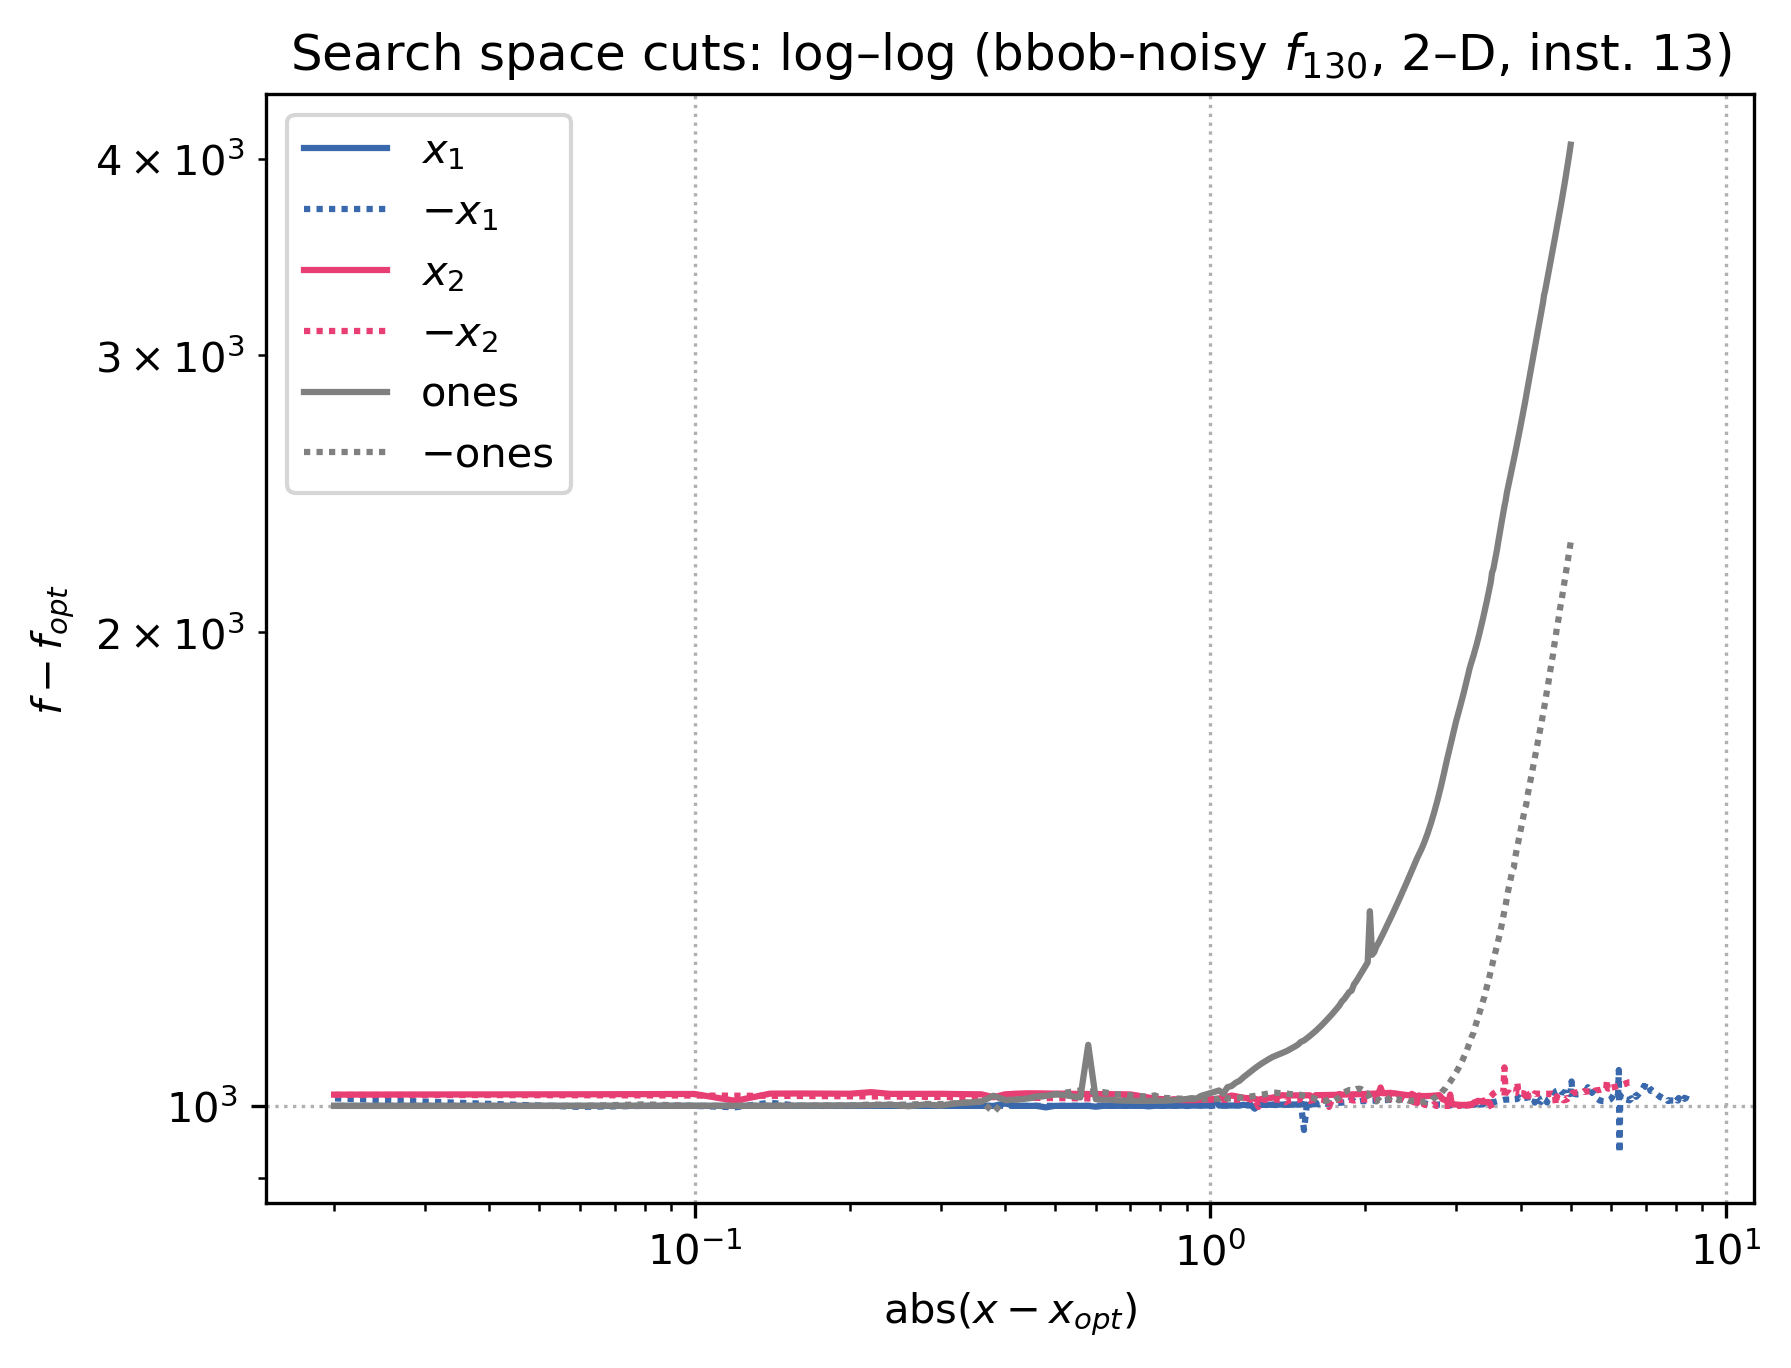 Search space cuts: log–log (bbob-noisy f₁₃₀, 2–D, inst. 13)
x₁
−x₁
x₂
−x₂
ones
−ones
4 × 10³
3 × 10³
2 × 10³
10³
f − fₒₚₜ
10⁻¹
10⁰
10¹
abs(x − xₒₚₜ)